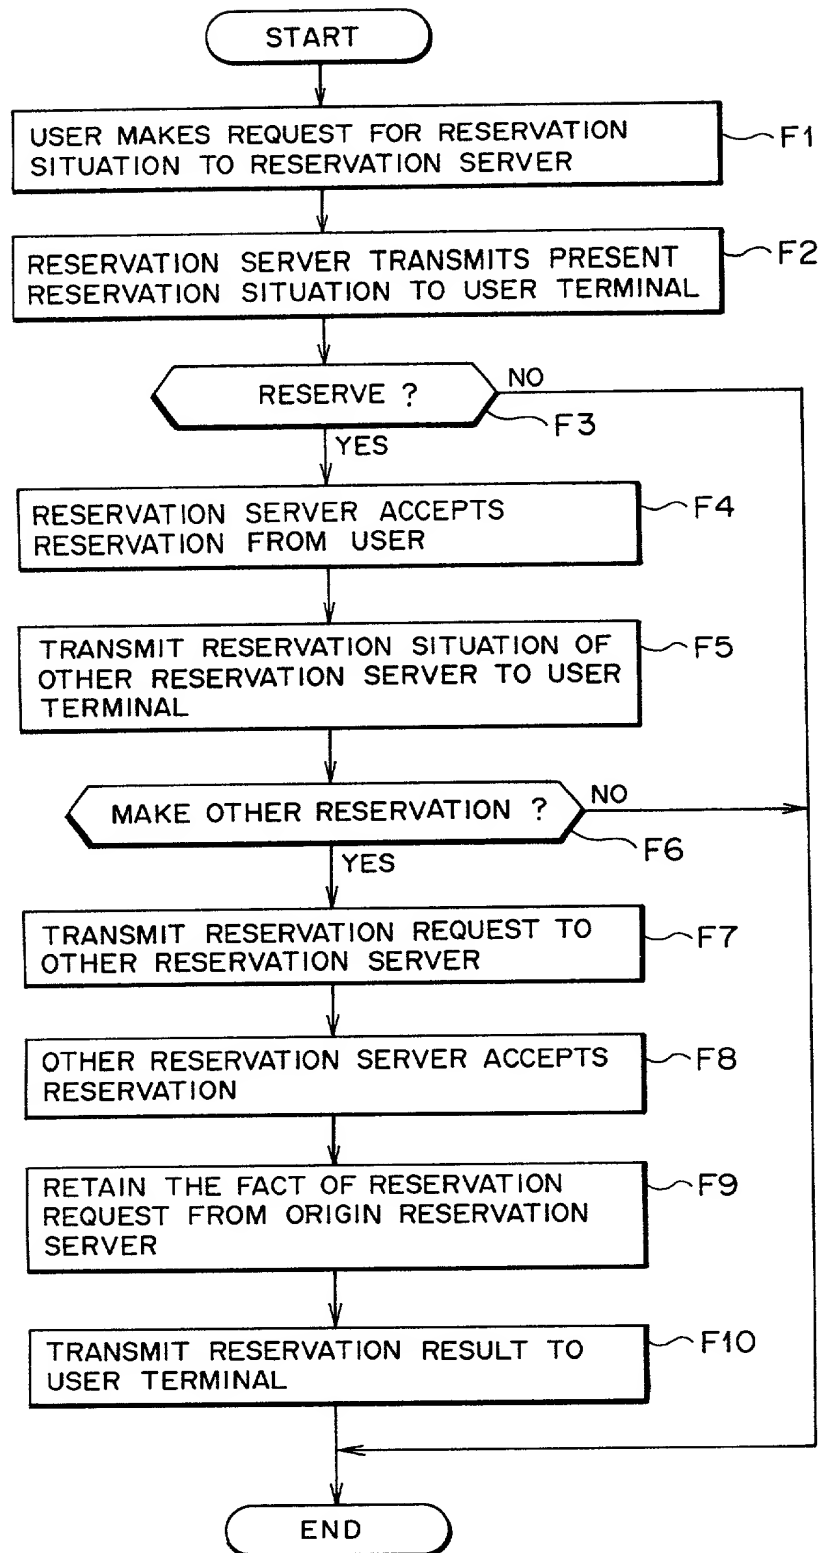 START
USER MAKES REQUEST FOR RESERVATION
SITUATION TO RESERVATION SERVER
F1
RESERVATION SERVER TRANSMITS PRESENT
RESERVATION SITUATION TO USER TERMINAL
F2
RESERVE ?
NO
F3
YES
RESERVATION SERVER ACCEPTS
RESERVATION FROM USER
F4
TRANSMIT RESERVATION SITUATION OF
OTHER RESERVATION SERVER TO USER
TERMINAL
F5
MAKE OTHER RESERVATION ?
NO
F6
YES
TRANSMIT RESERVATION REQUEST TO
OTHER RESERVATION SERVER
F7
OTHER RESERVATION SERVER ACCEPTS
RESERVATION
F8
RETAIN THE FACT OF RESERVATION
REQUEST FROM ORIGIN RESERVATION
SERVER
F9
TRANSMIT RESERVATION RESULT TO
USER TERMINAL
F10
END